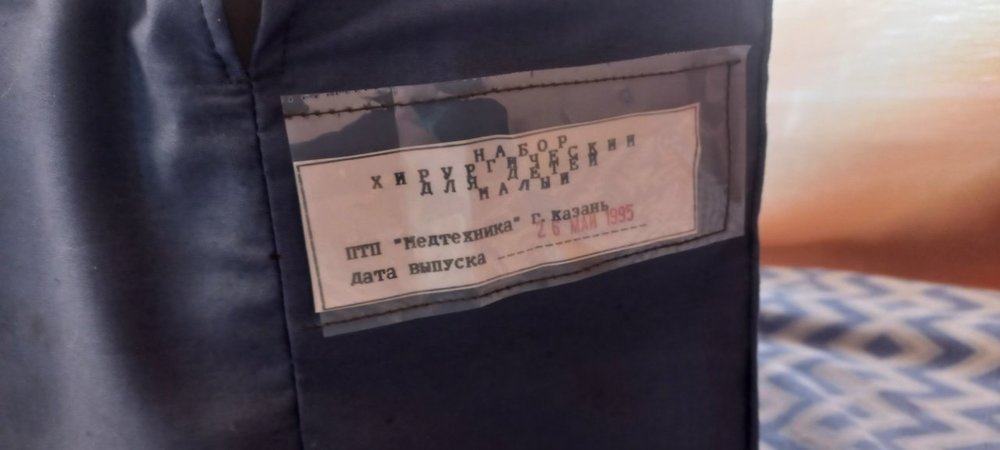 НАБОР
ХИРУРГИЧЕСКИЙ
ДЛЯ ДЕТЕЙ
МАЛЫЙ
ПТП "Медтехника" г. Казань
Дата выпуска 26 МАЙ 1995